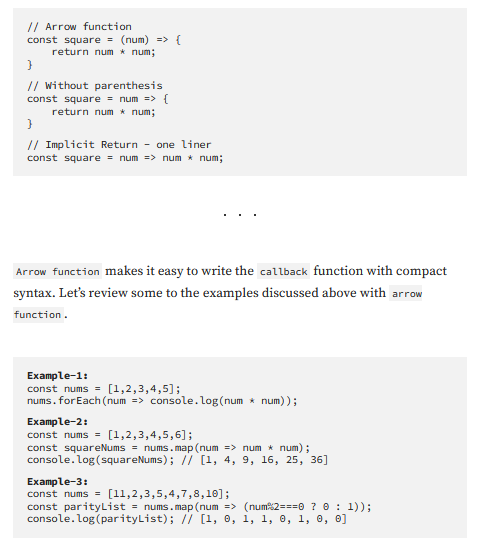 // Arrow function
const square = (num) => {
    return num * num;
}
// Without parenthesis
const square = num => {
    return num * num;
}
// Implicit Return - one liner
const square = num => num * num;
. . .
Arrow function makes it easy to write the callback function with compact
syntax. Let's review some to the examples discussed above with arrow
function.
Example-1:
const nums = [1,2,3,4,5];
nums.forEach(num => console.log(num * num));
Example-2:
const nums = [1,2,3,4,5,6];
const squareNums = nums.map(num => num * num);
console.log(squareNums); // [1, 4, 9, 16, 25, 36]
Example-3:
const nums = [11,2,3,5,4,7,8,10];
const parityList = nums.map(num => (num%2===0 ? 0 : 1));
console.log(parityList); // [1, 0, 1, 1, 0, 1, 0, 0]